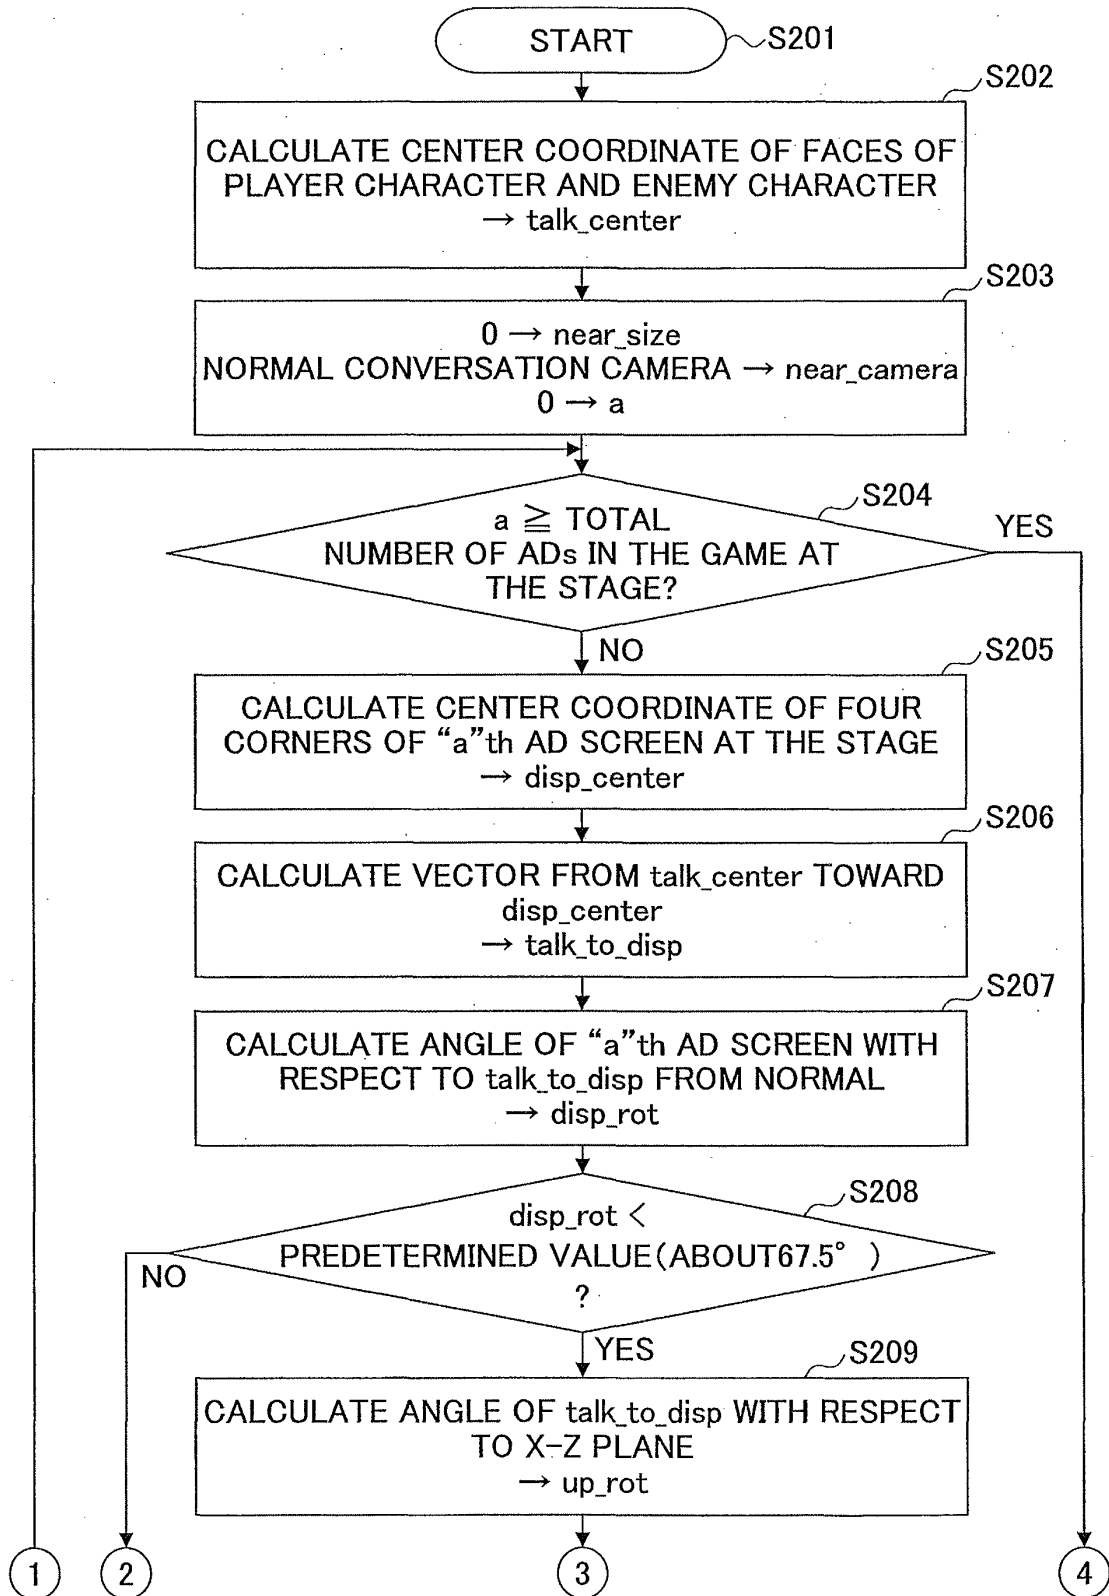 START
S201
S202
CALCULATE CENTER COORDINATE OF FACES OF
PLAYER CHARACTER AND ENEMY CHARACTER
→ talk_center
S203
0 → near_size
NORMAL CONVERSATION CAMERA → near_camera
0 → a
S204
a ≧ TOTAL
NUMBER OF ADs IN THE GAME AT
THE STAGE?
YES
NO
S205
CALCULATE CENTER COORDINATE OF FOUR
CORNERS OF “a”th AD SCREEN AT THE STAGE
→ disp_center
S206
CALCULATE VECTOR FROM talk_center TOWARD
disp_center
→ talk_to_disp
S207
CALCULATE ANGLE OF “a”th AD SCREEN WITH
RESPECT TO talk_to_disp FROM NORMAL
→ disp_rot
S208
disp_rot <
PREDETERMINED VALUE(ABOUT67.5° )
?
NO
YES
S209
CALCULATE ANGLE OF talk_to_disp WITH RESPECT
TO X-Z PLANE
→ up_rot
1
2
3
4